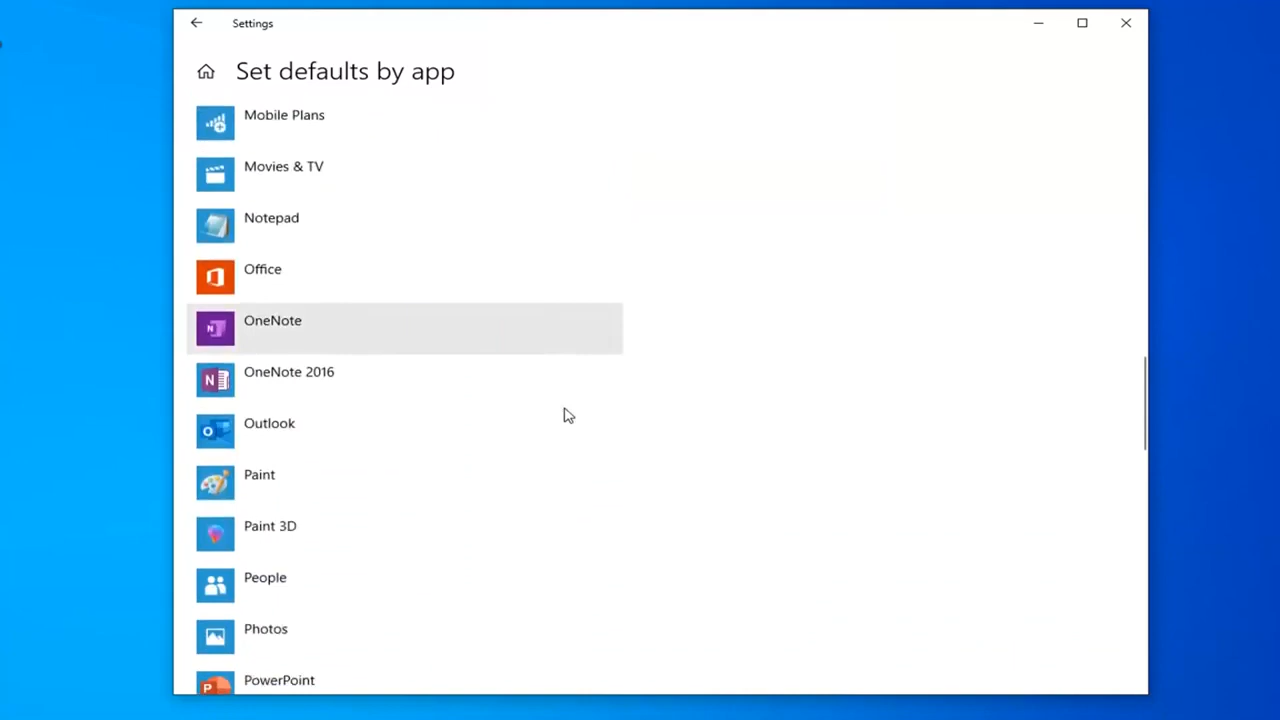 Settings
Set defaults by app
Mobile Plans
Movies & TV
Notepad
Office
OneNote
OneNote 2016
Outlook
Paint
Paint 3D
People
Photos
PowerPoint